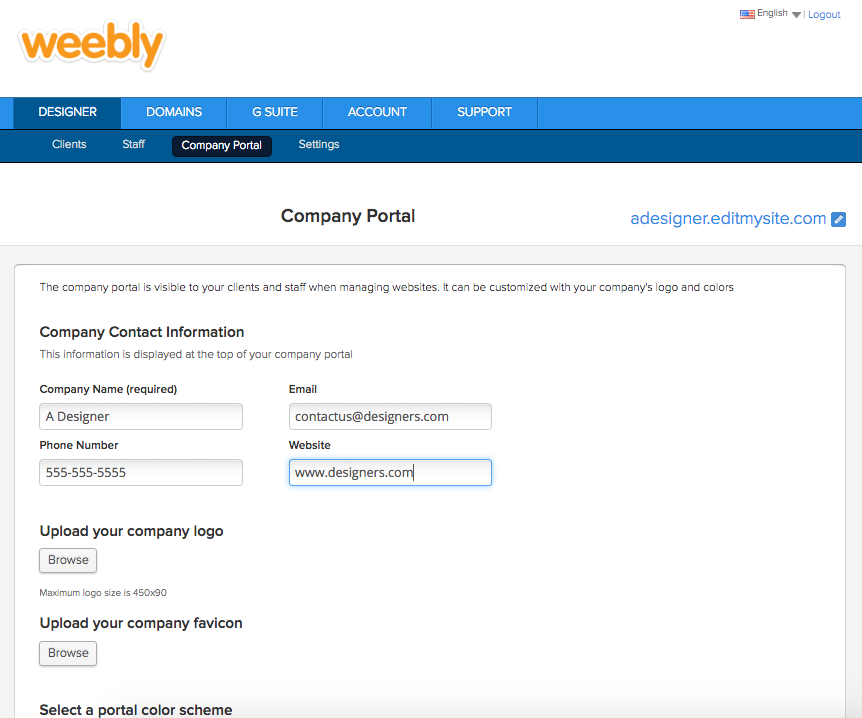 English | Logout
weebly
DESIGNER DOMAINS G SUITE ACCOUNT SUPPORT
Clients Staff Company Portal Settings
Company Portal
adesigner.editmysite.com
The company portal is visible to your clients and staff when managing websites. It can be customized with your company's logo and colors
Company Contact Information
This information is displayed at the top of your company portal
Company Name (required) Email
A Designer contactus@designers.com
Phone Number Website
555-555-5555 www.designers.com
Upload your company logo
Browse
Maximum logo size is 450x90
Upload your company favicon
Browse
Select a portal color scheme